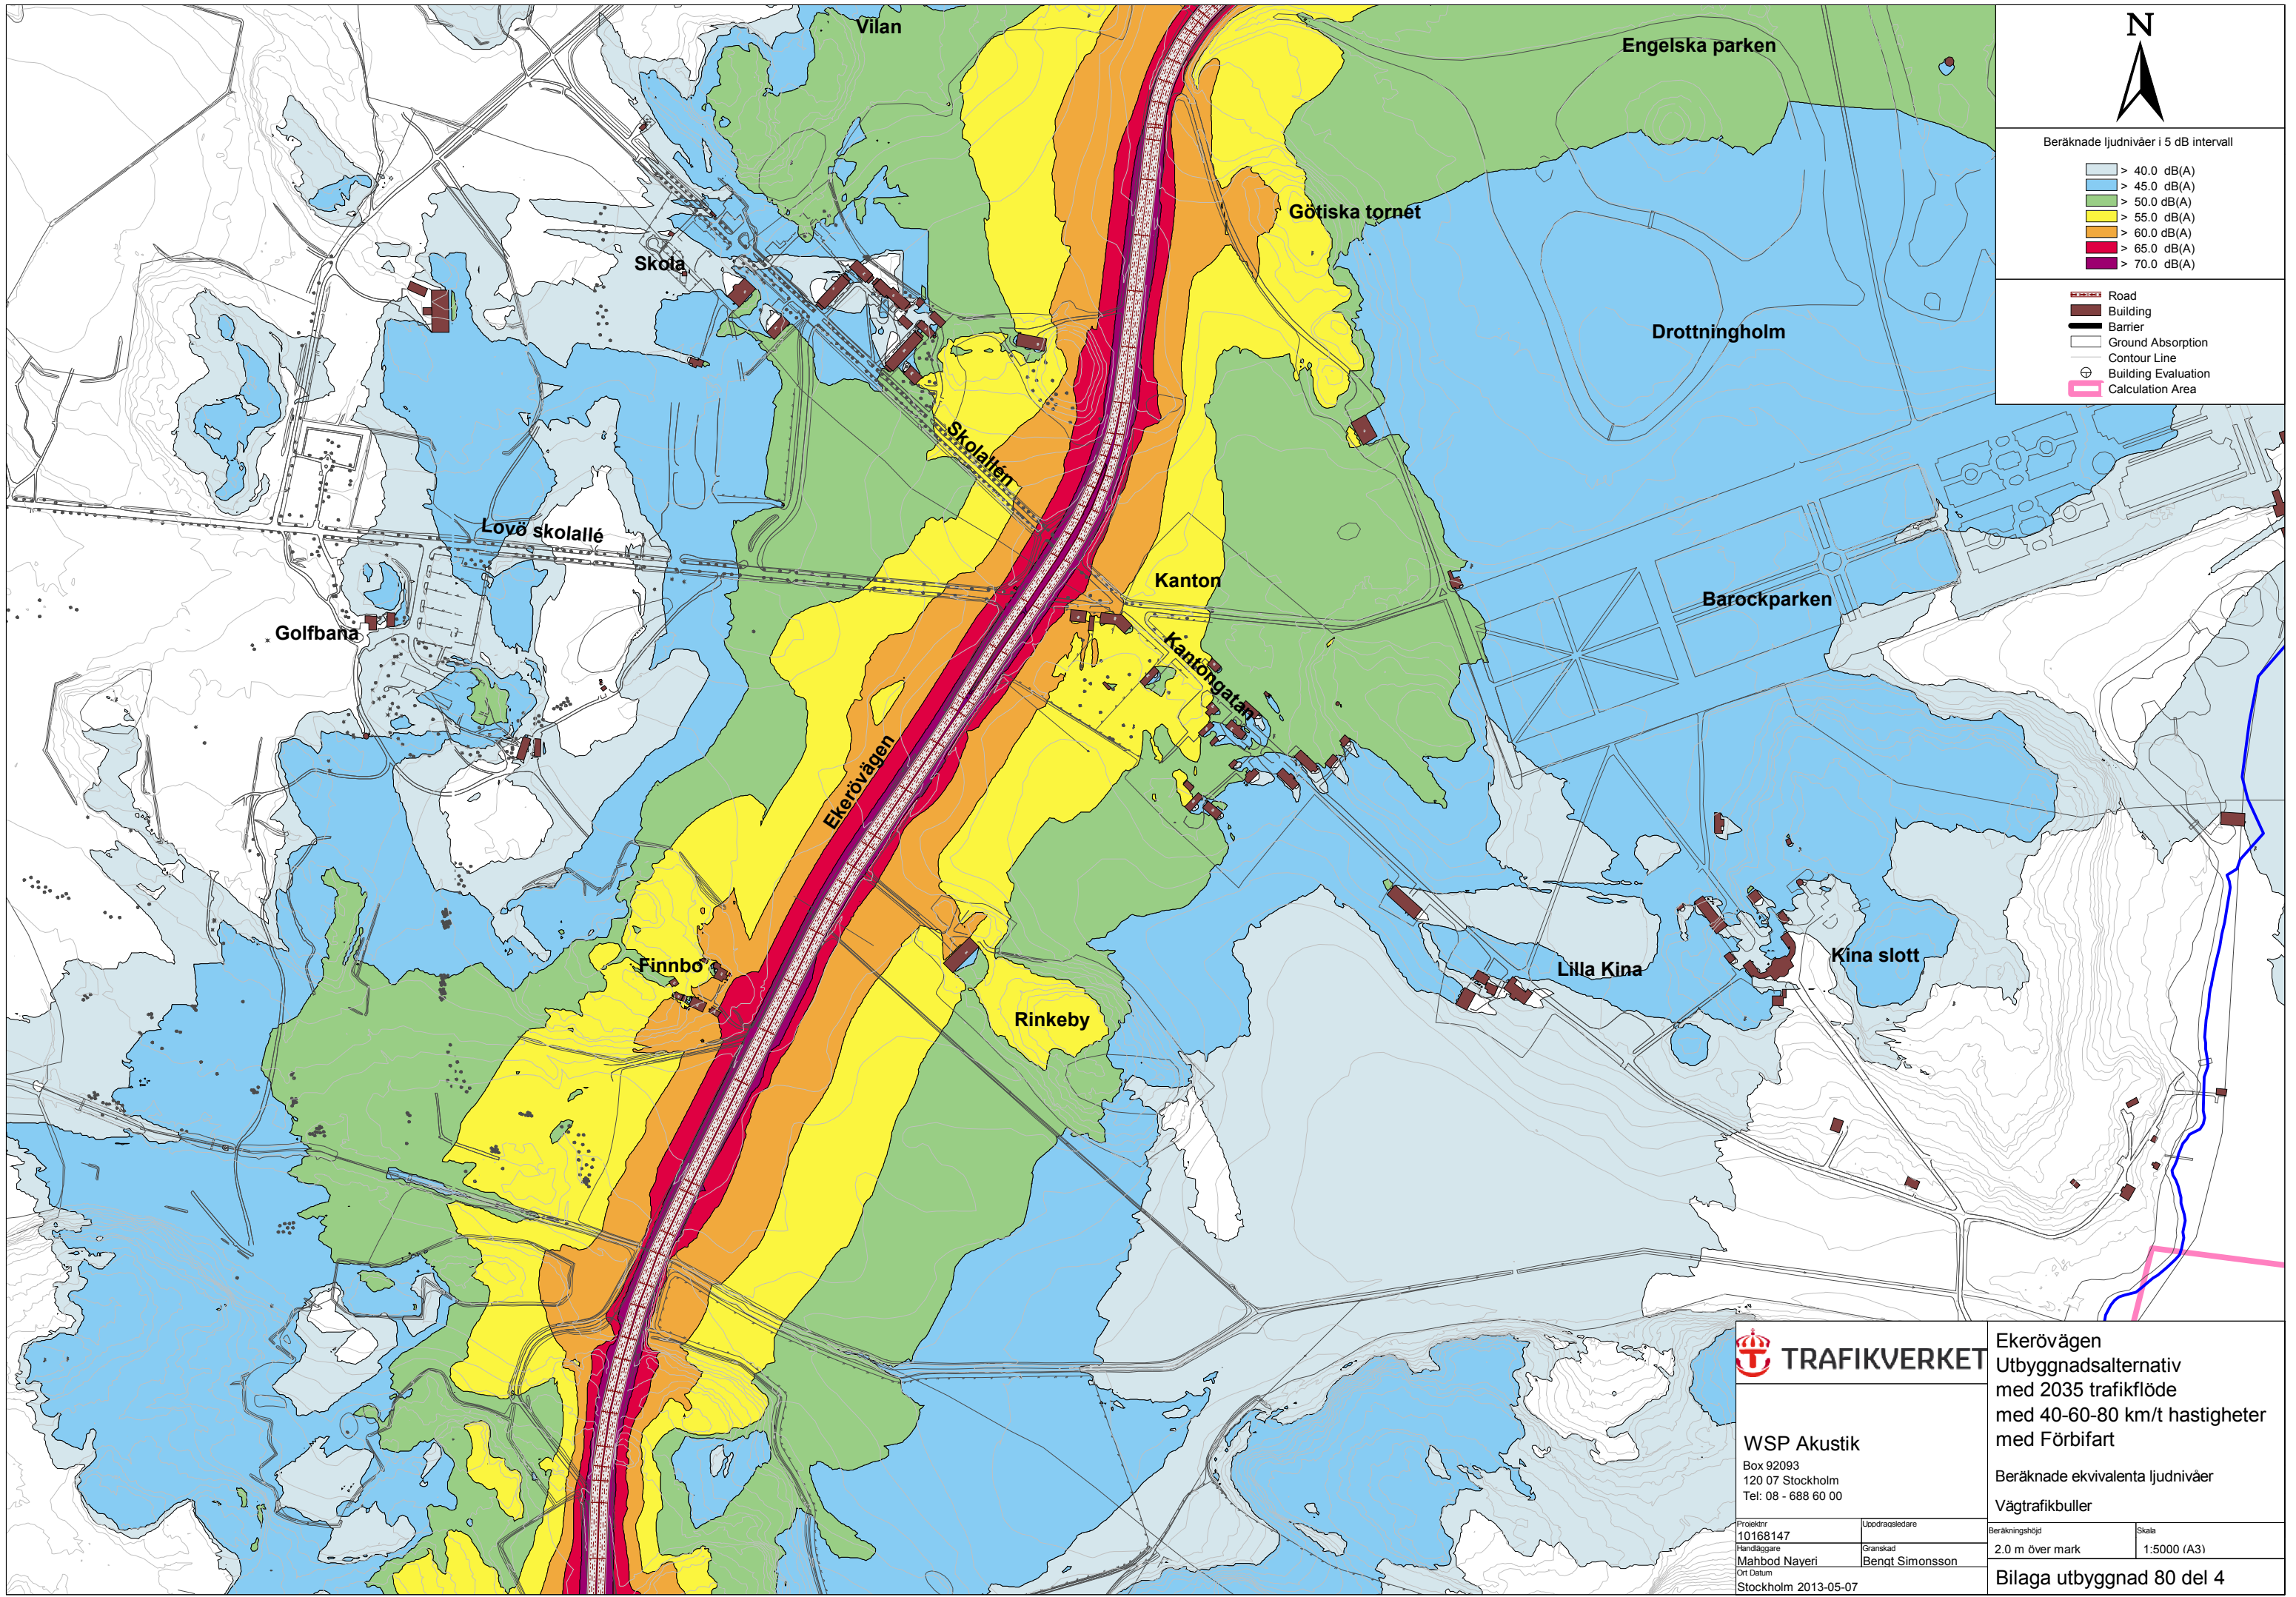 Vilan
Engelska parken
N
Beräknade ljudnivåer i 5 dB intervall
> 40.0 dB(A)
> 45.0 dB(A)
> 50.0 dB(A)
> 55.0 dB(A)
> 60.0 dB(A)
> 65.0 dB(A)
> 70.0 dB(A)
Road
Building
Barrier
Ground Absorption
Contour Line
Building Evaluation
Calculation Area
Götiska tornet
Skola
Drottningholm
Skolallén
Lovö skolallé
Kanton
Barockparken
Golfbana
Kantongatan
Ekerövägen
Finnbo
Kina slott
Lilla Kina
Rinkeby
TRAFIKVERKET
WSP Akustik
Box 92093
120 07 Stockholm
Tel: 08 - 688 60 00
Projektnr
10168147
Uppdragsledare
Handläggare
Mahbod Nayeri
Granskad
Bengt Simonsson
Ort Datum
Stockholm 2013-05-07
Ekerövägen
Utbyggnadsalternativ
med 2035 trafikflöde
med 40-60-80 km/t hastigheter
med Förbifart
Beräknade ekvivalenta ljudnivåer
Vägtrafikbuller
Beräkningshöjd
2.0 m över mark
Skala
1:5000 (A3)
Bilaga utbyggnad 80 del 4